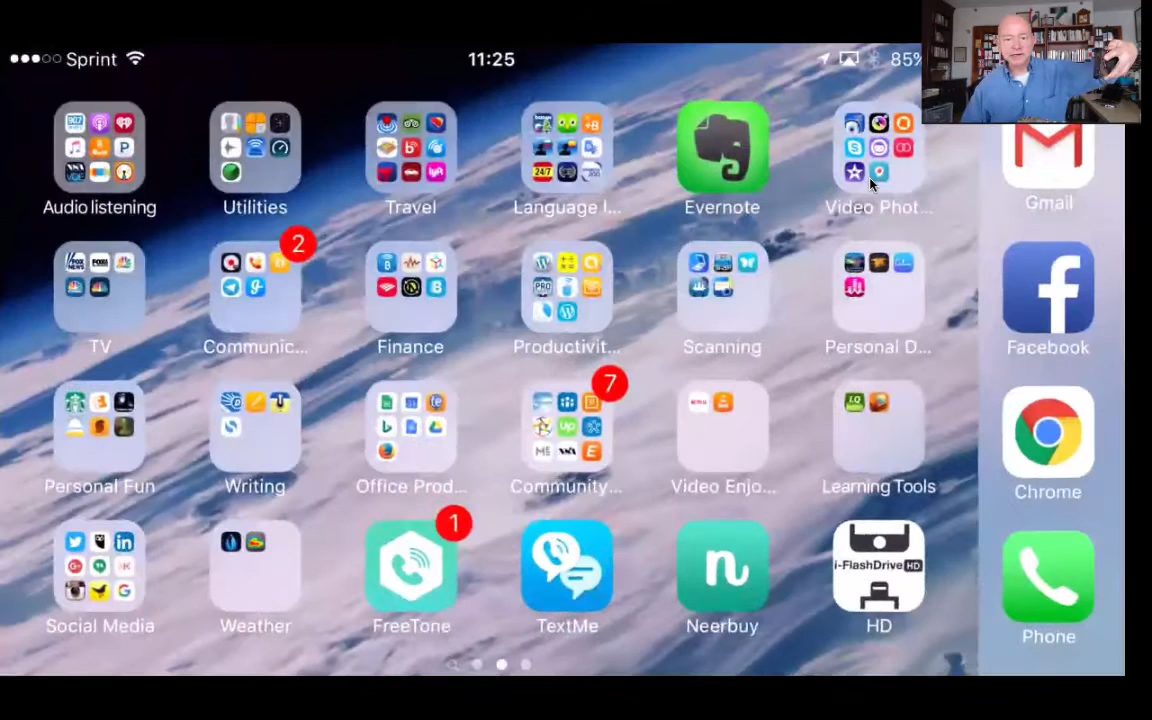 Sprint 11:25 85%
Audio listening Utilities Travel Language l... Evernote Video Phot... Gmail
2
TV Communic... Finance Productivit... Scanning Personal D... Facebook
7
Personal Fun Writing Office Prod... Community... Video Enjo... Learning Tools Chrome
1
i-FlashDrive HD
Social Media Weather FreeTone TextMe Neerbuy HD Phone